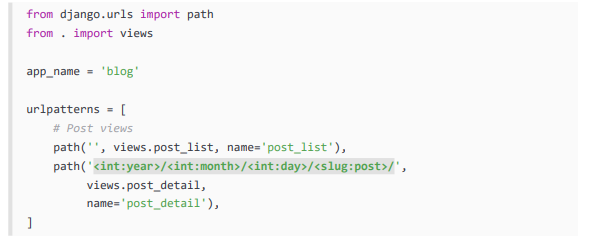 from django.urls import path
from . import views
app_name = 'blog'
urlpatterns = [
# Post views
path('', views.post_list, name='post_list'),
path('<int:year>/<int:month>/<int:day>/<slug:post>/',
views.post_detail,
name='post_detail'),
]